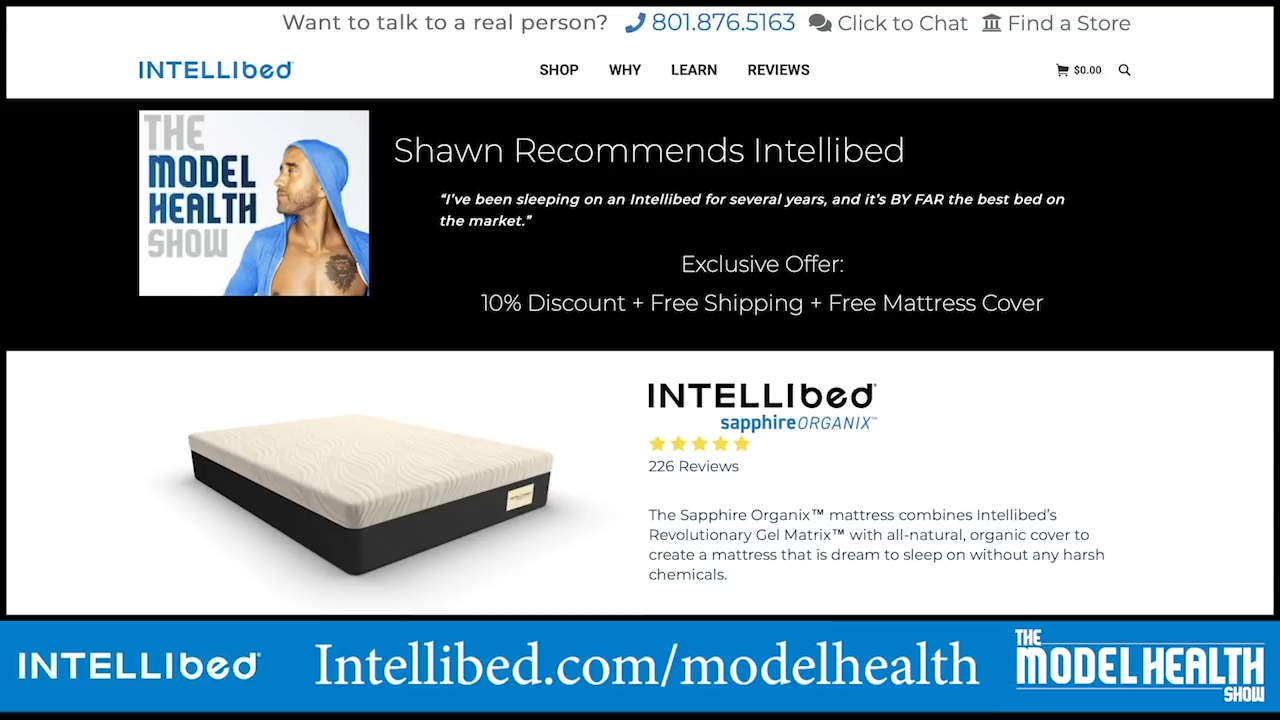 Want to talk to a real person? 801.876.5163 Click to Chat Find a Store
INTELLIbed SHOP WHY LEARN REVIEWS $0.00
THE
MODEL
HEALTH
SHOW
Shawn Recommends Intellibed
“I’ve been sleeping on an Intellibed for several years, and it’s BY FAR the best bed on
the market.”
Exclusive Offer:
10% Discount + Free Shipping + Free Mattress Cover
INTELLIbed
sapphireORGANIX™
226 Reviews
The Sapphire Organix™ mattress combines Intellibed’s
Revolutionary Gel Matrix™ with all-natural, organic cover to
create a mattress that is dream to sleep on without any harsh
chemicals.
INTELLIbed® Intellibed.com/modelhealth
THE
MODEL HEALTH
SHOW